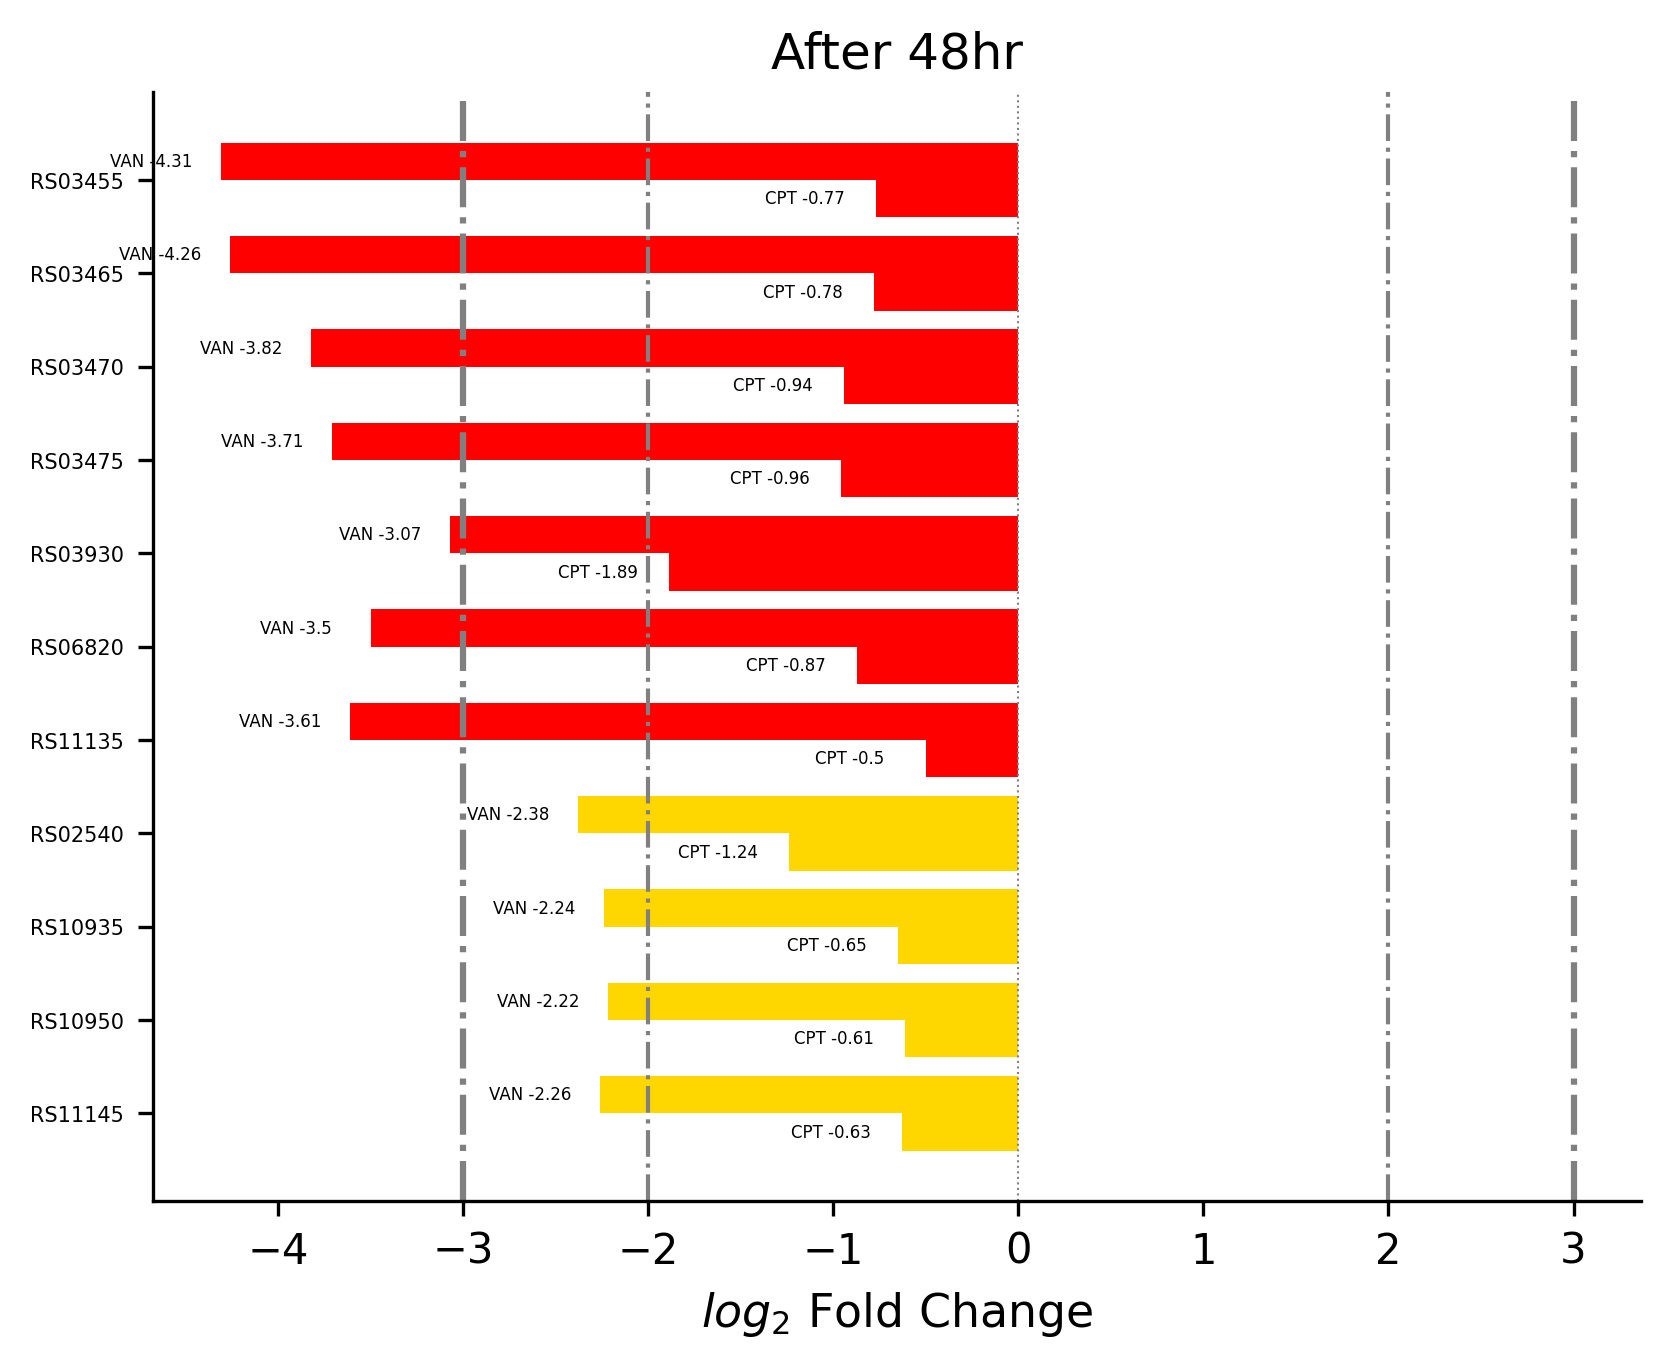 After 48hr
VAN -4.31
RS03455
CPT -0.77
VAN -4.26
RS03465
CPT -0.78
VAN -3.82
RS03470
CPT -0.94
VAN -3.71
RS03475
CPT -0.96
VAN -3.07
RS03930
CPT -1.89
VAN -3.5
RS06820
CPT -0.87
VAN -3.61
RS11135
CPT -0.5
VAN -2.38
RS02540
CPT -1.24
VAN -2.24
RS10935
CPT -0.65
VAN -2.22
RS10950
CPT -0.61
VAN -2.26
RS11145
CPT -0.63
−4 −3 −2 −1 0 1 2 3
log₂ Fold Change